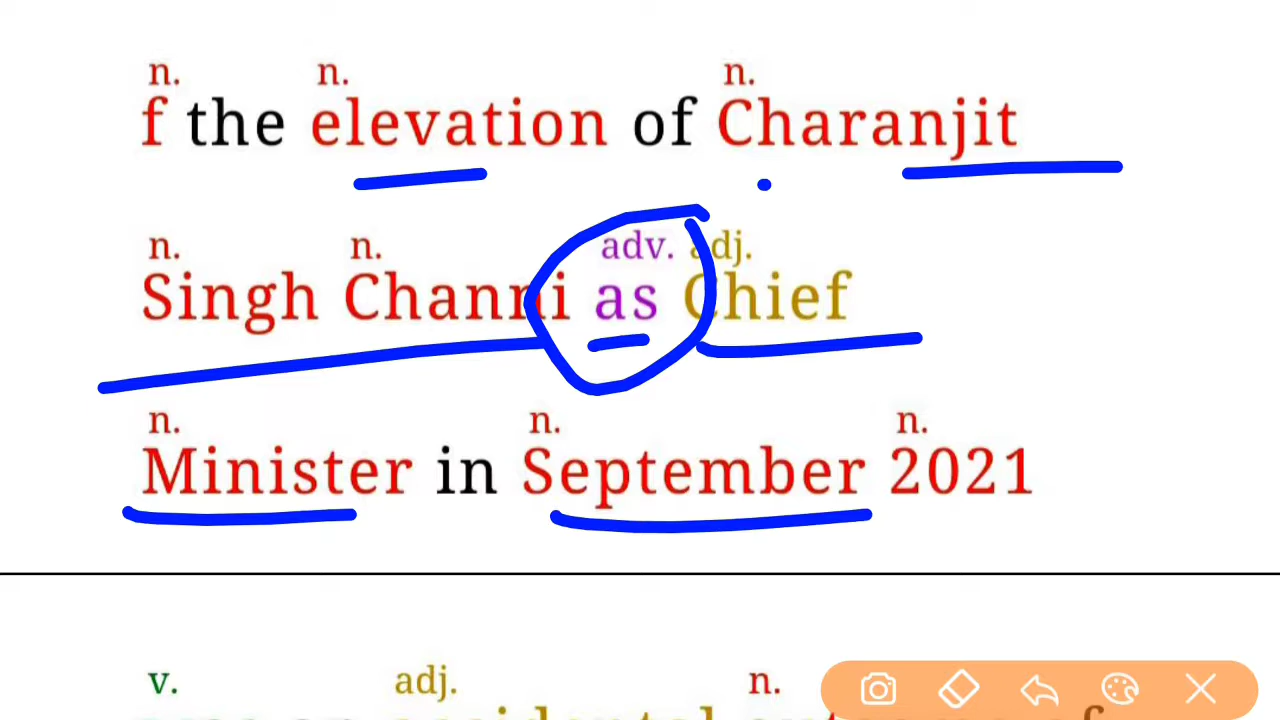 n. n. n.
f the elevation of Charanjit
n. n. adv. adj.
Singh Channi as Chief
n. n. n.
Minister in September 2021
v. adj. n.